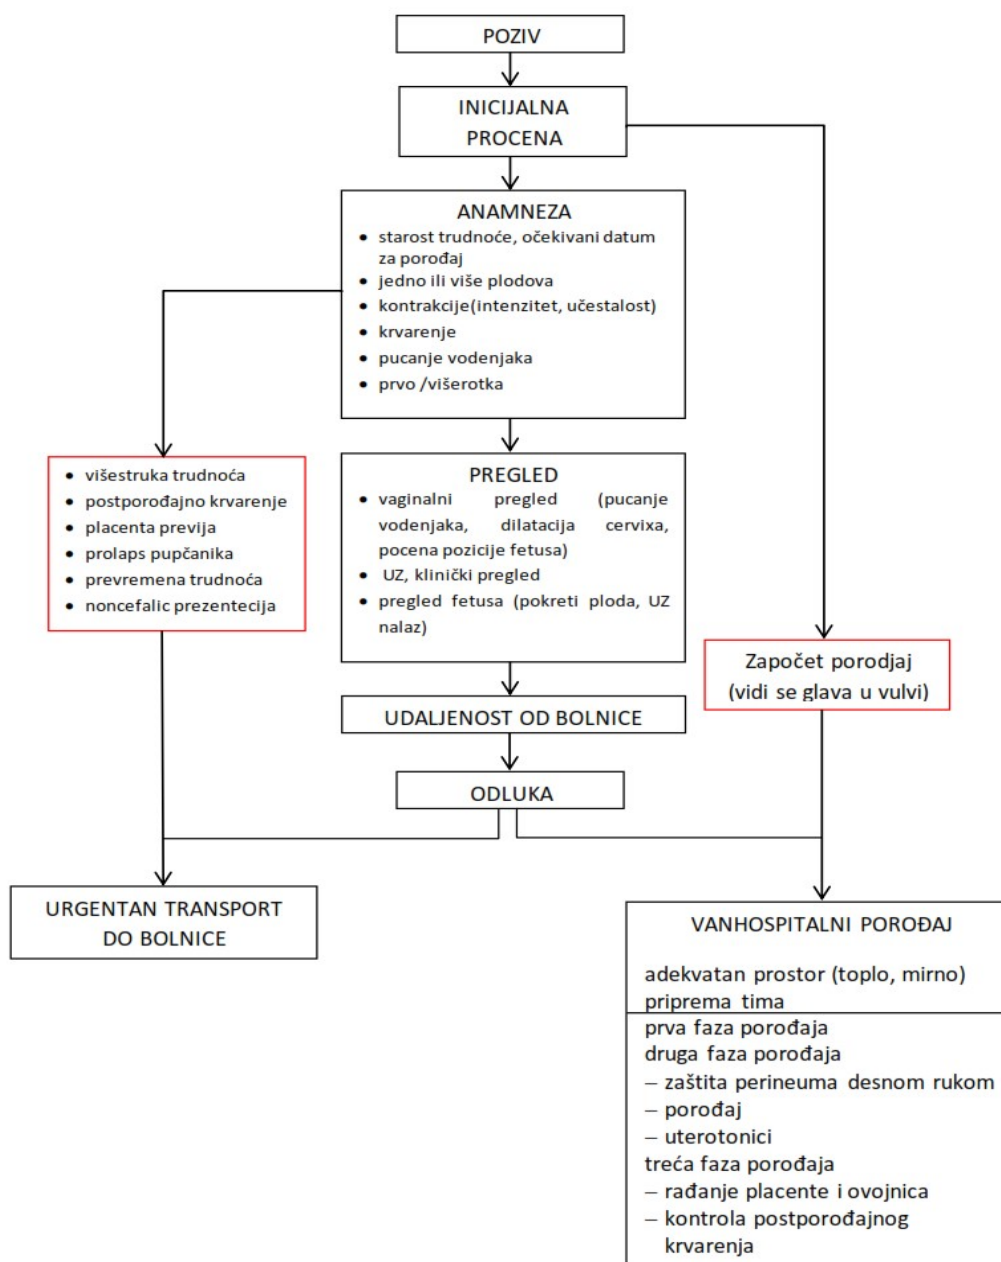 POZIV
INICIJALNA
PROCENA
ANAMNEZA
• starost trudnoće, očekivani datum
za porođaj
• jedno ili više plodova
• kontrakcije(intenzitet, učestalost)
• krvarenje
• pucanje vodenjaka
• prvo /višerotka
• višestruka trudnoća
• postporođajno krvarenje
• placenta previja
• prolaps pupčanika
• prevremena trudnoća
• noncefalic prezentecija
PREGLED
• vaginalni pregled (pucanje
vodenjaka, dilatacija cervixa,
pocena pozicije fetusa)
• UZ, klinički pregled
• pregled fetusa (pokreti ploda, UZ
nalaz)
Započet porodjaj
(vidi se glava u vulvi)
UDALJENOST OD BOLNICE
ODLUKA
URGENTAN TRANSPORT
DO BOLNICE
VANHOSPITALNI POROĐAJ
adekvatan prostor (toplo, mirno)
priprema tima
prva faza porođaja
druga faza porođaja
– zaštita perineuma desnom rukom
– porođaj
– uterotonici
treća faza porođaja
– rađanje placente i ovojnica
– kontrola postporođajnog
krvarenja